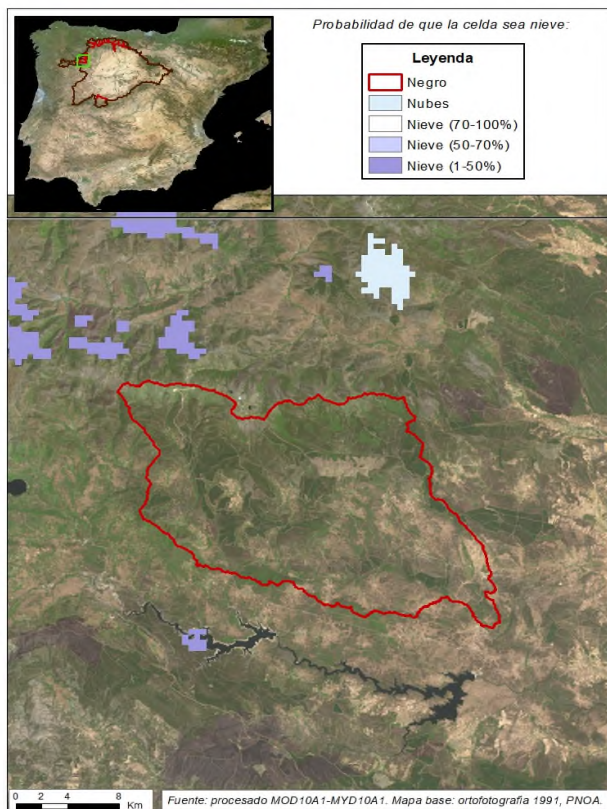 Probabilidad de que la celda sea nieve:
Leyenda
Negro
Nubes
Nieve (70-100%)
Nieve (50-70%)
Nieve (1-50%)
0 2 4 8
Km
Fuente: procesado MOD10A1-MYD10A1. Mapa base: ortofotografia 1991, PNOA